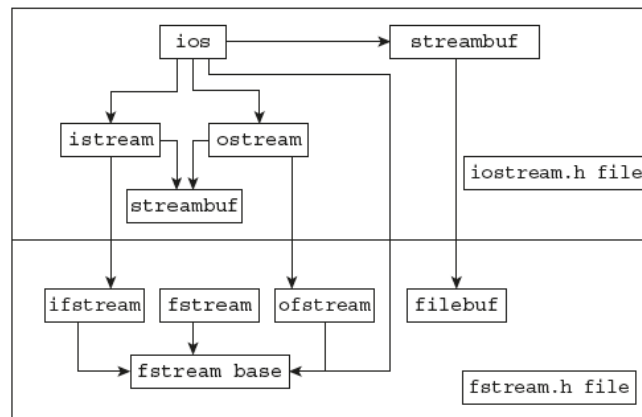 ios
streambuf
istream
ostream
iostream.h file
streambuf
ifstream
fstream
ofstream
filebuf
fstream base
fstream.h file